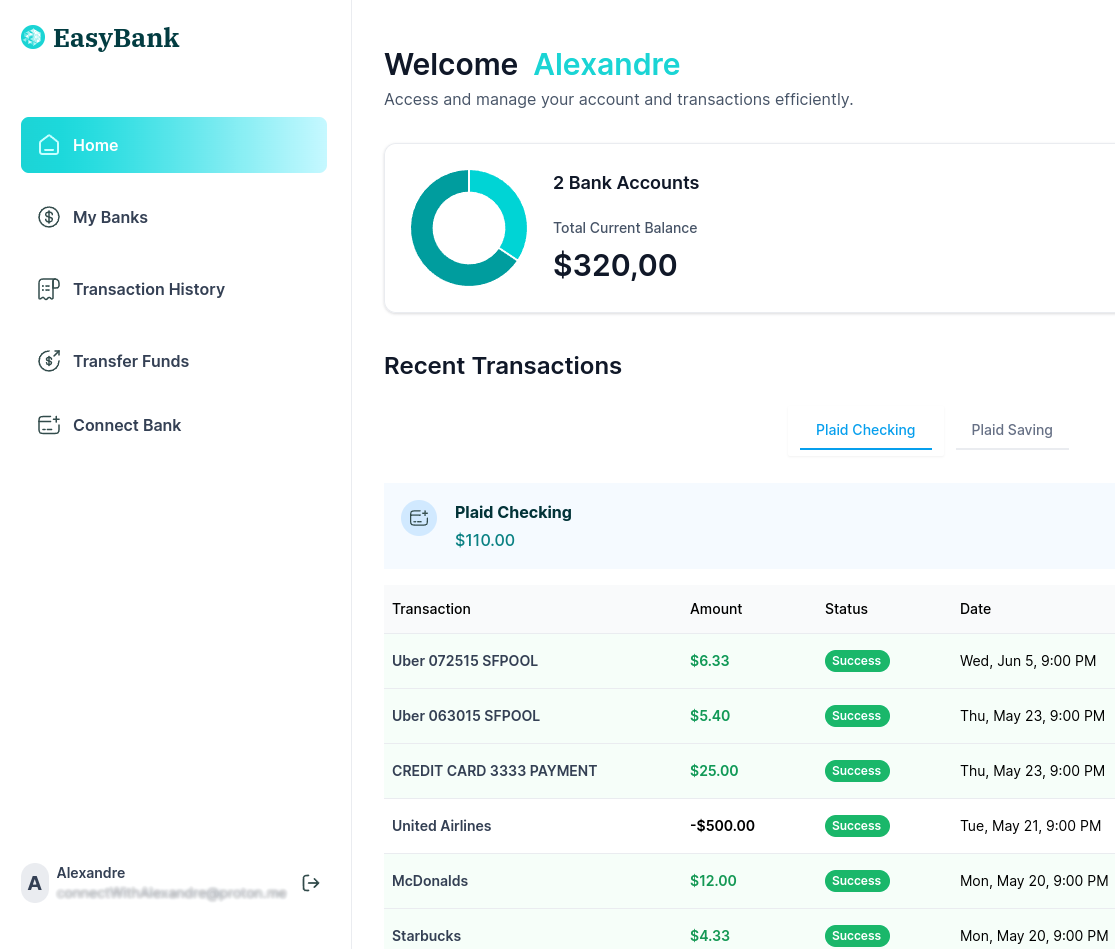 EasyBank
Home
My Banks
Transaction History
Transfer Funds
Connect Bank
A
Alexandre
connectWithAlexandre@proton.me
Welcome Alexandre
Access and manage your account and transactions efficiently.
2 Bank Accounts
Total Current Balance
$320,00
Recent Transactions
Plaid Checking Plaid Saving
Plaid Checking
$110.00
Transaction Amount Status Date
Uber 072515 SFPOOL $6.33 Success Wed, Jun 5, 9:00 PM
Uber 063015 SFPOOL $5.40 Success Thu, May 23, 9:00 PM
CREDIT CARD 3333 PAYMENT $25.00 Success Thu, May 23, 9:00 PM
United Airlines -$500.00 Success Tue, May 21, 9:00 PM
McDonalds $12.00 Success Mon, May 20, 9:00 PM
Starbucks $4.33 Success Mon, May 20, 9:00 PM